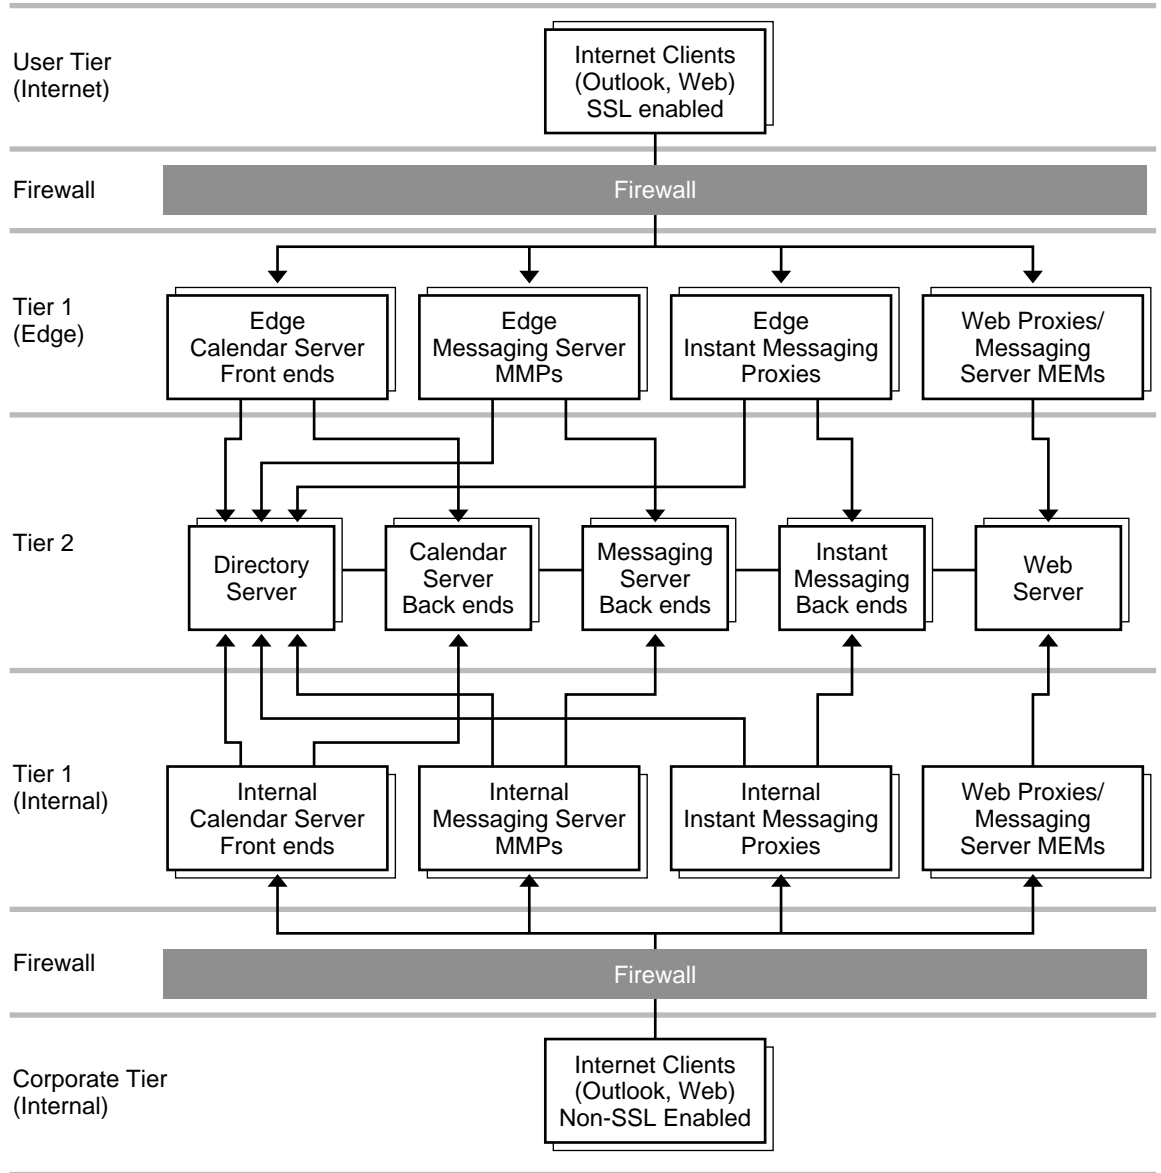 User Tier
(Internet)
Internet Clients
(Outlook, Web)
SSL enabled
Firewall
Firewall
Tier 1
(Edge)
Edge
Calendar Server
Front ends
Edge
Messaging Server
MMPs
Edge
Instant Messaging
Proxies
Web Proxies/
Messaging
Server MEMs
Tier 2
Directory
Server
Calendar
Server
Back ends
Messaging
Server
Back ends
Instant
Messaging
Back ends
Web
Server
Tier 1
(Internal)
Internal
Calendar Server
Front ends
Internal
Messaging Server
MMPs
Internal
Instant Messaging
Proxies
Web Proxies/
Messaging
Server MEMs
Firewall
Firewall
Corporate Tier
(Internal)
Internet Clients
(Outlook, Web)
Non-SSL Enabled